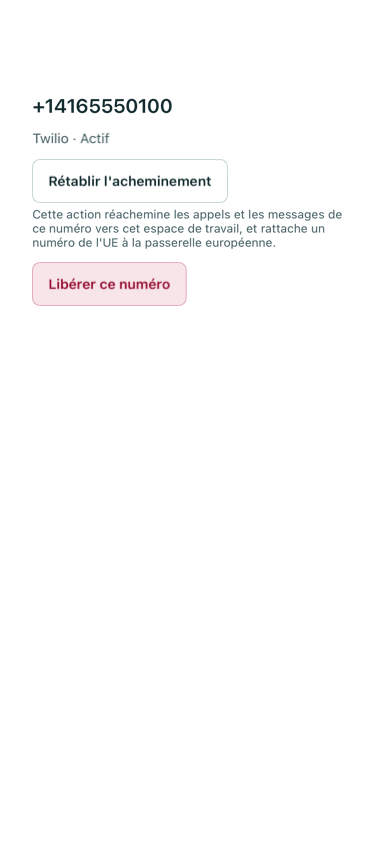 +14165550100
Twilio · Actif
Rétablir l'acheminement
Cette action réachemine les appels et les messages de
ce numéro vers cet espace de travail, et rattache un
numéro de l'UE à la passerelle européenne.
Libérer ce numéro